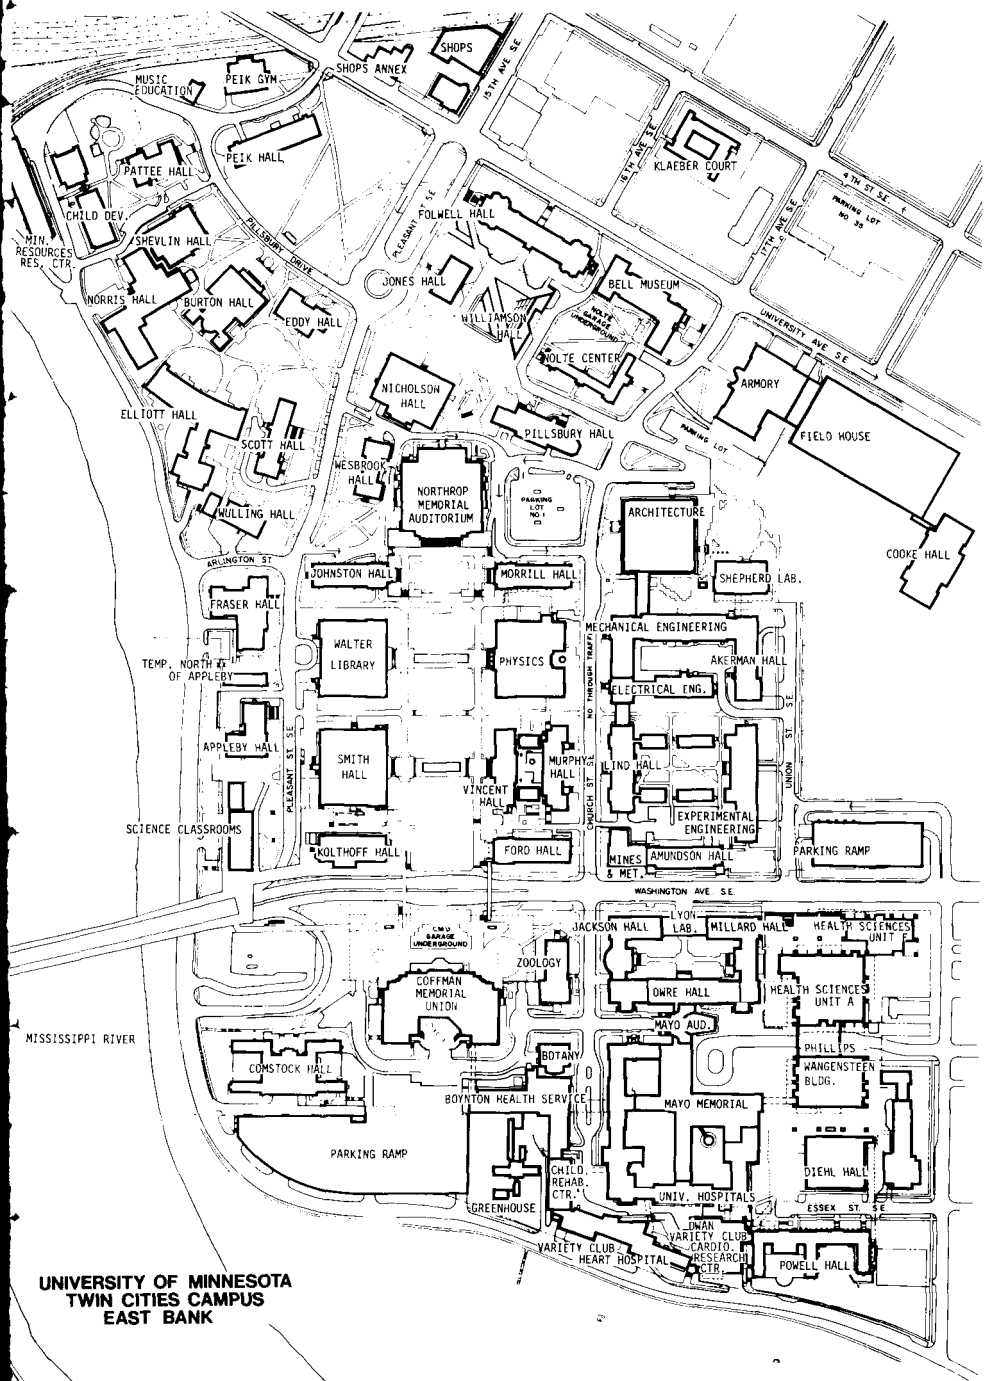 SHOPS
SHOPS ANNEX
15TH AVE S.E.
MUSIC
EDUCATION
PEIK GYM
PEIK HALL
PATTEE HALL
16TH AVE S.E.
KLAEBER COURT
4TH ST S.E.
PARKING LOT
NO 35
17TH AVE S.E.
CHILD DEV.
MIN.
RESOURCES
RES. CTR.
SHEVLIN HALL
PILLSBURY DRIVE
PLEASANT ST S.E.
FOLWELL HALL
JONES HALL
BELL MUSEUM
NORRIS HALL
BURTON HALL
EDDY HALL
WILLIAMSON
HALL
NOLTE
GARAGE
UNDERGROUND
UNIVERSITY AVE S.E.
NOLTE CENTER
ARMORY
NICHOLSON
HALL
ELLIOTT HALL
SCOTT HALL
PILLSBURY HALL
PARKING LOT
FIELD HOUSE
WESBROOK
HALL
NORTHROP
MEMORIAL
AUDITORIUM
PARKING
LOT
NO 1
ARCHITECTURE
WULLING HALL
COOKE HALL
ARLINGTON ST
JOHNSTON HALL
MORRILL HALL
SHEPHERD LAB.
FRASER HALL
MECHANICAL ENGINEERING
WALTER
LIBRARY
PHYSICS
NO THROUGH TRAFFIC
AKERMAN HALL
TEMP. NORTH
OF APPLEBY
ELECTRICAL ENG.
APPLEBY HALL
PLEASANT ST S.E.
SMITH
HALL
VINCENT
HALL
MURPHY
HALL
CHURCH ST S.E.
LIND HALL
UNION ST. S.E.
EXPERIMENTAL
ENGINEERING
SCIENCE CLASSROOMS
KOLTHOFF HALL
FORD HALL
MINES
& MET.
AMUNDSON HALL
PARKING RAMP
WASHINGTON AVE S.E.
CMU
GARAGE
UNDERGROUND
JACKSON HALL
LYON
LAB.
MILLARD HALL
HEALTH SCIENCES
UNIT F
ZOOLOGY
COFFMAN
MEMORIAL
UNION
OWRE HALL
HEALTH SCIENCES
UNIT A
MAYO AUD.
MISSISSIPPI RIVER
PHILLIPS
WANGENSTEEN
BLDG.
BOTANY
COMSTOCK HALL
BOYNTON HEALTH SERVICE
MAYO MEMORIAL
PARKING RAMP
CHILD
REHAB.
CTR.
DIEHL HALL
UNIV. HOSPITALS
GREENHOUSE
ESSEX ST. S.E.
DWAN
VARIETY CLUB
CARDIO.
RESEARCH
CTR.
VARIETY CLUB
HEART HOSPITAL
POWELL HALL
UNIVERSITY OF MINNESOTA
TWIN CITIES CAMPUS
EAST BANK